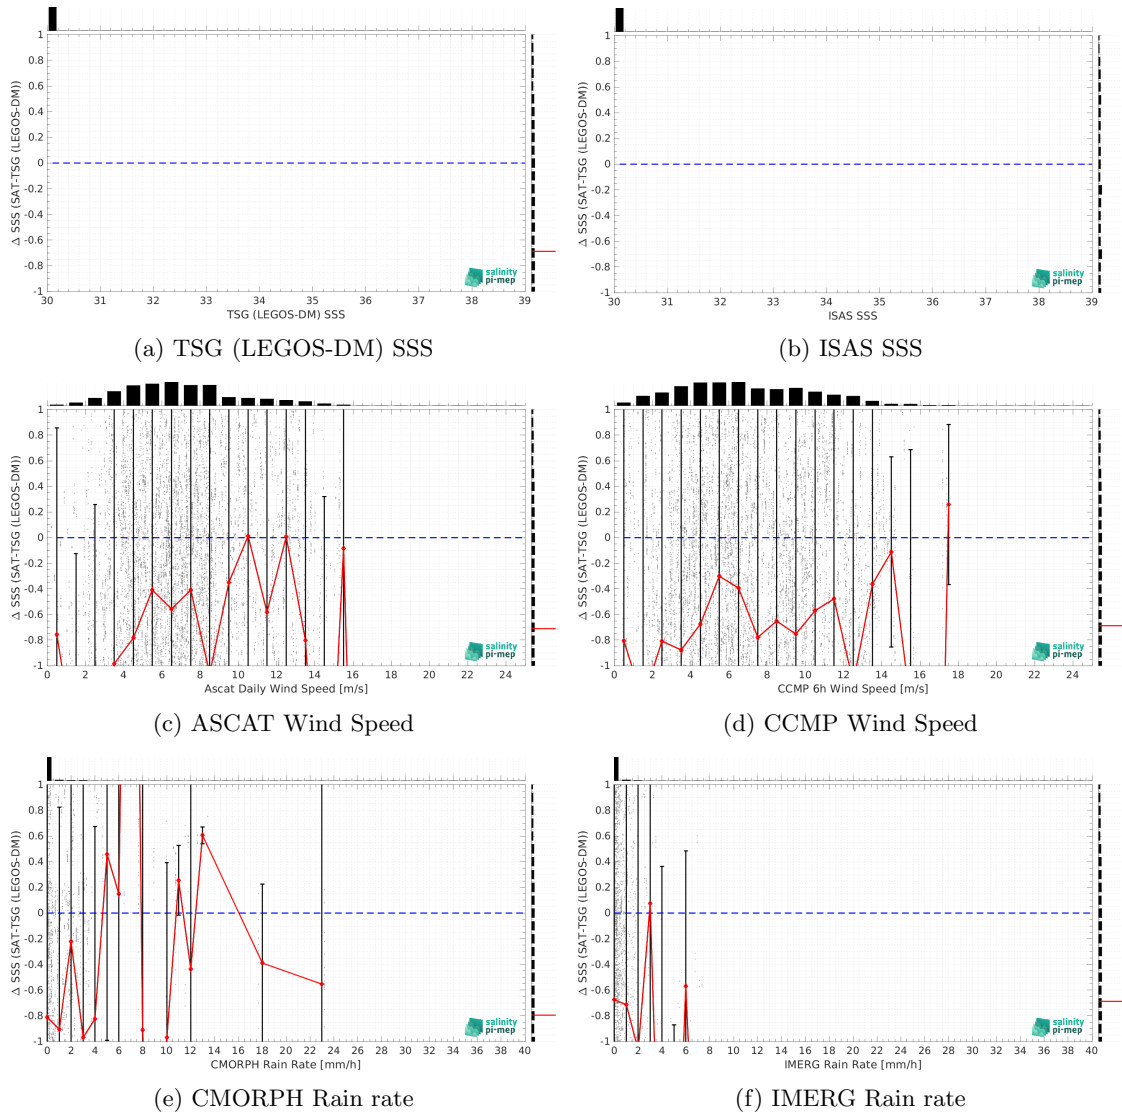 1
0.8
0.6
0.4
0.2
0
-0.2
-0.4
-0.6
-0.8
-1
Δ SSS (SAT-TSG (LEGOS-DM))
salinity
pi-mep
30 31 32 33 34 35 36 37 38 39
TSG (LEGOS-DM) SSS
(a) TSG (LEGOS-DM) SSS
1
0.8
0.6
0.4
0.2
0
-0.2
-0.4
-0.6
-0.8
-1
Δ SSS (SAT-TSG (LEGOS-DM))
salinity
pi-mep
30 31 32 33 34 35 36 37 38 39
ISAS SSS
(b) ISAS SSS
1
0.8
0.6
0.4
0.2
0
-0.2
-0.4
-0.6
-0.8
-1
Δ SSS (SAT-TSG (LEGOS-DM))
salinity
pi-mep
0 2 4 6 8 10 12 14 16 18 20 22 24
Ascat Daily Wind Speed [m/s]
(c) ASCAT Wind Speed
1
0.8
0.6
0.4
0.2
0
-0.2
-0.4
-0.6
-0.8
-1
Δ SSS (SAT-TSG (LEGOS-DM))
salinity
pi-mep
0 2 4 6 8 10 12 14 16 18 20 22 24
CCMP 6h Wind Speed [m/s]
(d) CCMP Wind Speed
1
0.8
0.6
0.4
0.2
0
-0.2
-0.4
-0.6
-0.8
-1
Δ SSS (SAT-TSG (LEGOS-DM))
salinity
pi-mep
0 2 4 6 8 10 12 14 16 18 20 22 24 26 28 30 32 34 36 38 40
CMORPH Rain Rate [mm/h]
(e) CMORPH Rain rate
1
0.8
0.6
0.4
0.2
0
-0.2
-0.4
-0.6
-0.8
-1
Δ SSS (SAT-TSG (LEGOS-DM))
salinity
pi-mep
0 2 4 6 8 10 12 14 16 18 20 22 24 26 28 30 32 34 36 38 40
IMERG Rain Rate [mm/h]
(f) IMERG Rain rate